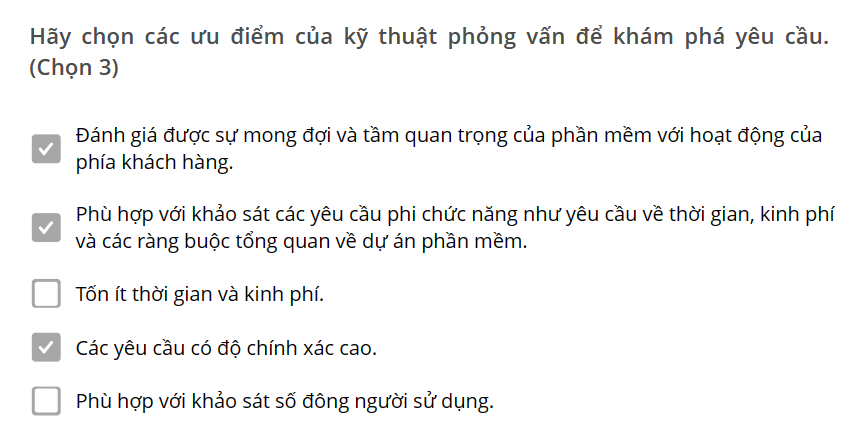 Hãy chọn các ưu điểm của kỹ thuật phỏng vấn để khám phá yêu cầu.
(Chọn 3)
Đánh giá được sự mong đợi và tầm quan trọng của phần mềm với hoạt động của
phía khách hàng.
Phù hợp với khảo sát các yêu cầu phi chức năng như yêu cầu về thời gian, kinh phí
và các ràng buộc tổng quan về dự án phần mềm.
Tốn ít thời gian và kinh phí.
Các yêu cầu có độ chính xác cao.
Phù hợp với khảo sát số đông người sử dụng.